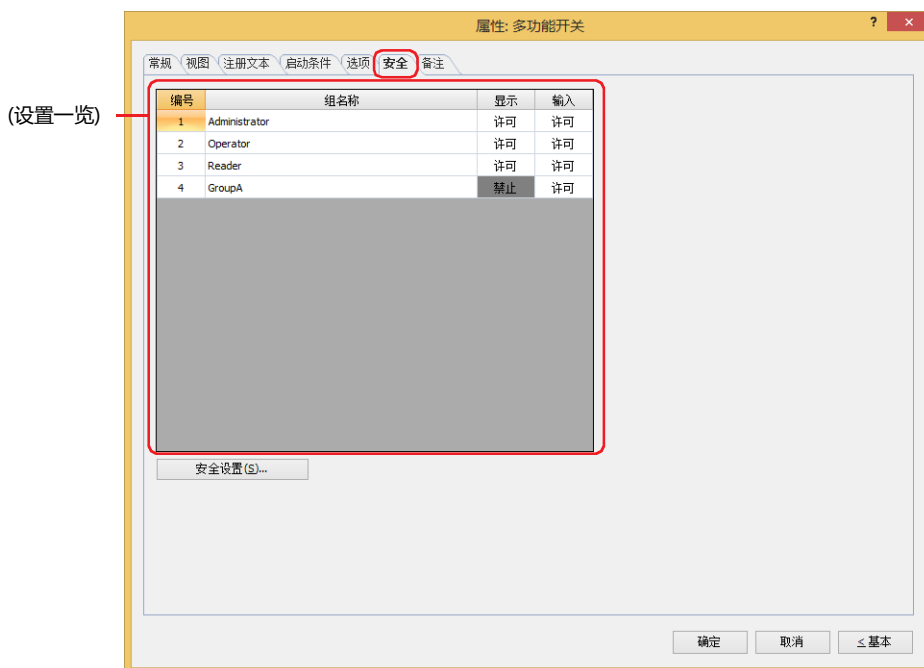 属性: 多功能开关
?
×
常规 视图 注册文本 启动条件 选项 安全 备注
(设置一览)
编号 组名称 显示 输入
1 Administrator 许可 许可
2 Operator 许可 许可
3 Reader 许可 许可
4 GroupA 禁止 许可
安全设置(S)...
确定 取消 <基本